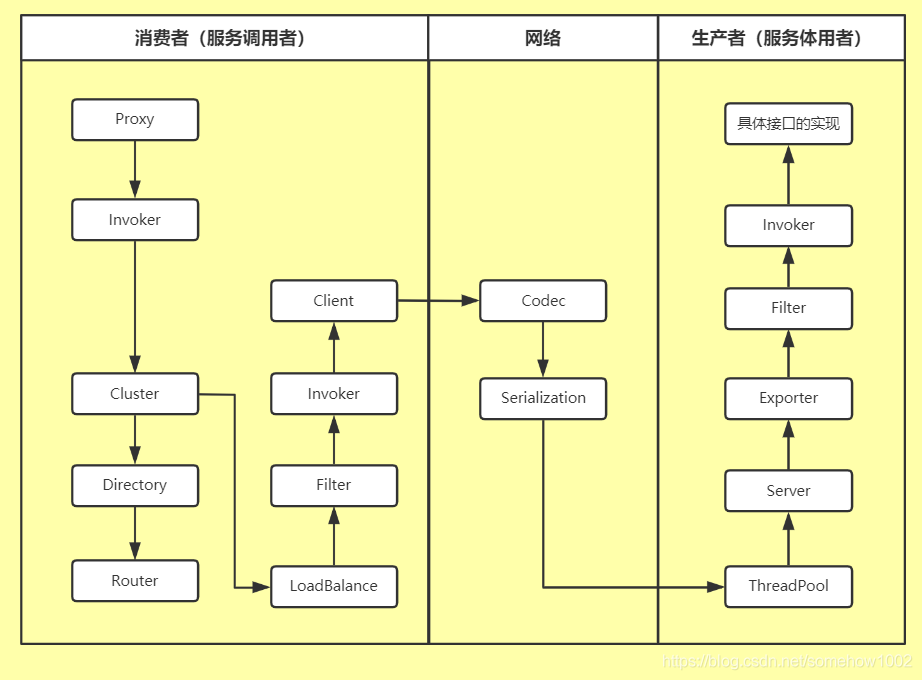 消费者（服务调用者）
网络
生产者（服务体用者）
Proxy
Invoker
Cluster
Directory
Router
Client
Invoker
Filter
LoadBalance
Codec
Serialization
具体接口的实现
Invoker
Filter
Exporter
Server
ThreadPool
https://blog.csdn.net/somehow1002